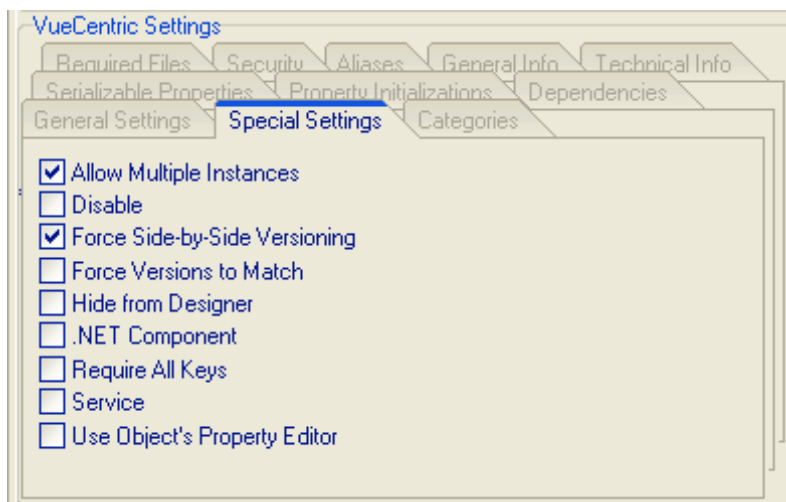 VueCentric Settings
Required Files Security Aliases General Info Technical Info
Serializable Properties Property Initializations Dependencies
General Settings Special Settings Categories
Allow Multiple Instances
Disable
Force Side-by-Side Versioning
Force Versions to Match
Hide from Designer
.NET Component
Require All Keys
Service
Use Object's Property Editor